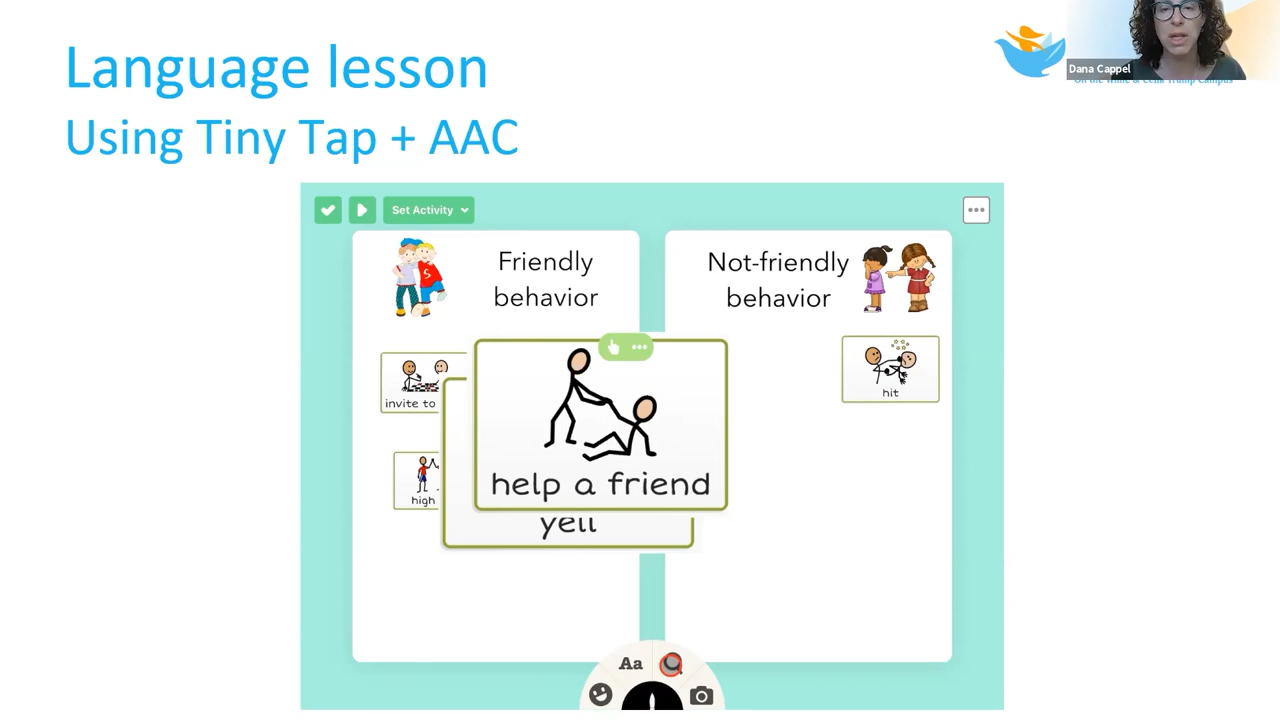 Language lesson
Using Tiny Tap + AAC
Dana Cappel
Set Activity
Friendly
behavior
Not-friendly
behavior
invite to
hit
help a friend
high
yell
Aa